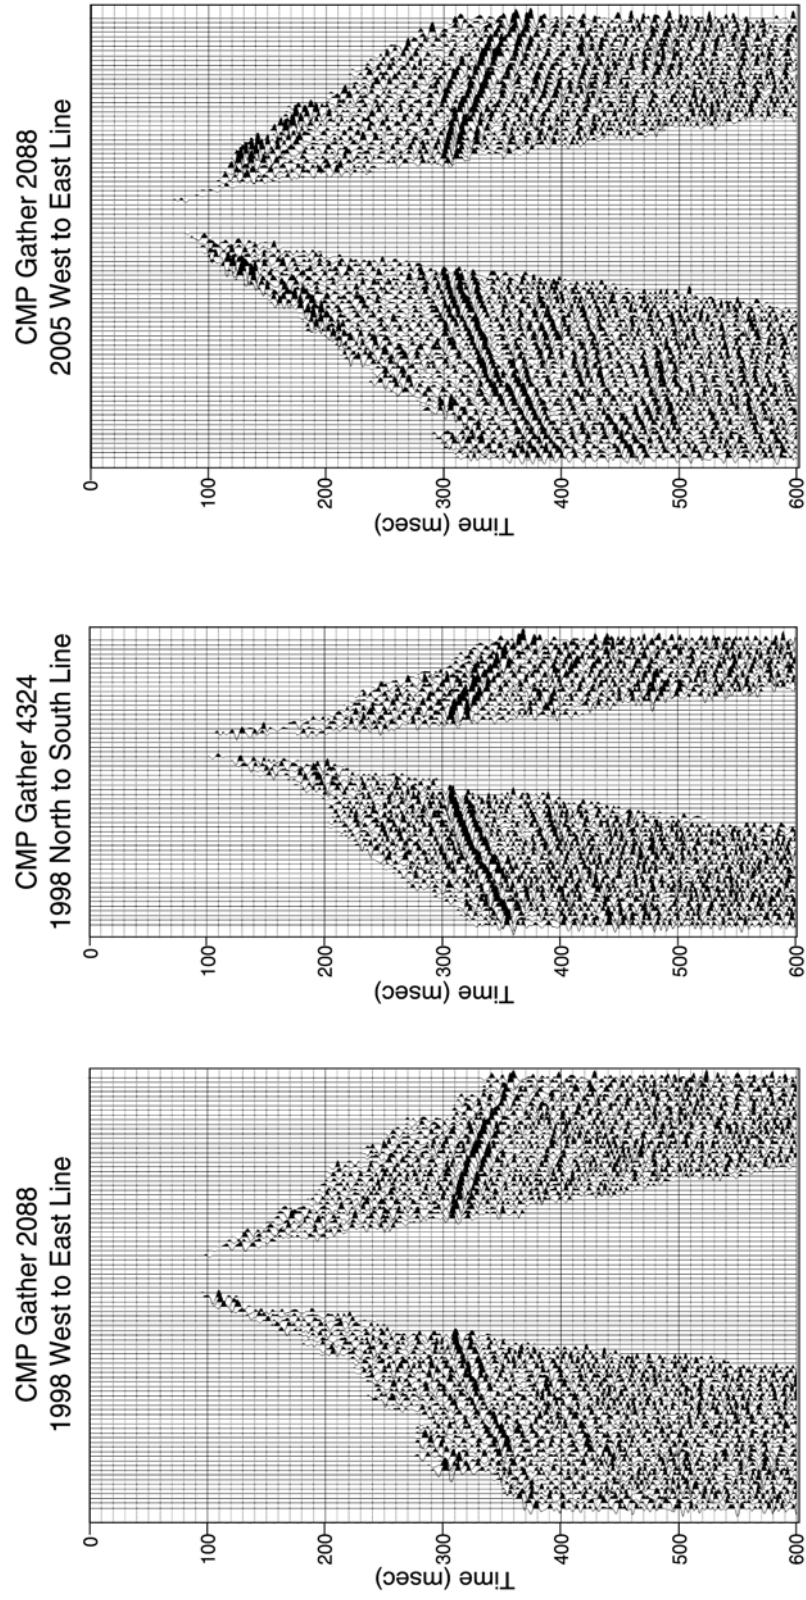 CMP Gather 2088
2005 West to East Line
0
100
200
300
400
500
600
Time (msec)
CMP Gather 4324
1998 North to South Line
0
100
200
300
400
500
600
Time (msec)
CMP Gather 2088
1998 West to East Line
0
100
200
300
400
500
600
Time (msec)